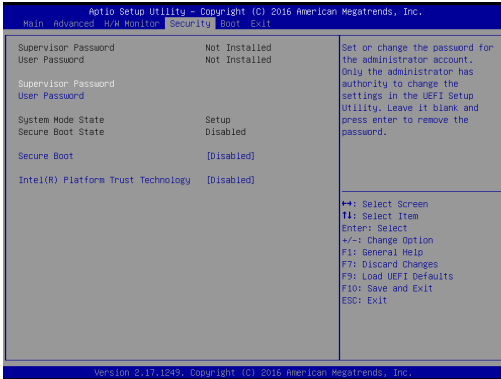 Aptio Setup Utility – Copyright (C) 2016 American Megatrends, Inc.
Main Advanced H/W Monitor Security Boot Exit
Supervisor Password Not Installed
User Password Not Installed
Supervisor Password
User Password
System Mode State Setup
Secure Boot State Disabled
Secure Boot [Disabled]
Intel(R) Platform Trust Technology [Disabled]
Set or change the password for
the administrator account.
Only the administrator has
authority to change the
settings in the UEFI Setup
Utility. Leave it blank and
press enter to remove the
password.
↔: Select Screen
↑↓: Select Item
Enter: Select
+/-: Change Option
F1: General Help
F7: Discard Changes
F9: Load UEFI Defaults
F10: Save and Exit
ESC: Exit
Version 2.17.1249. Copyright (C) 2016 American Megatrends, Inc.